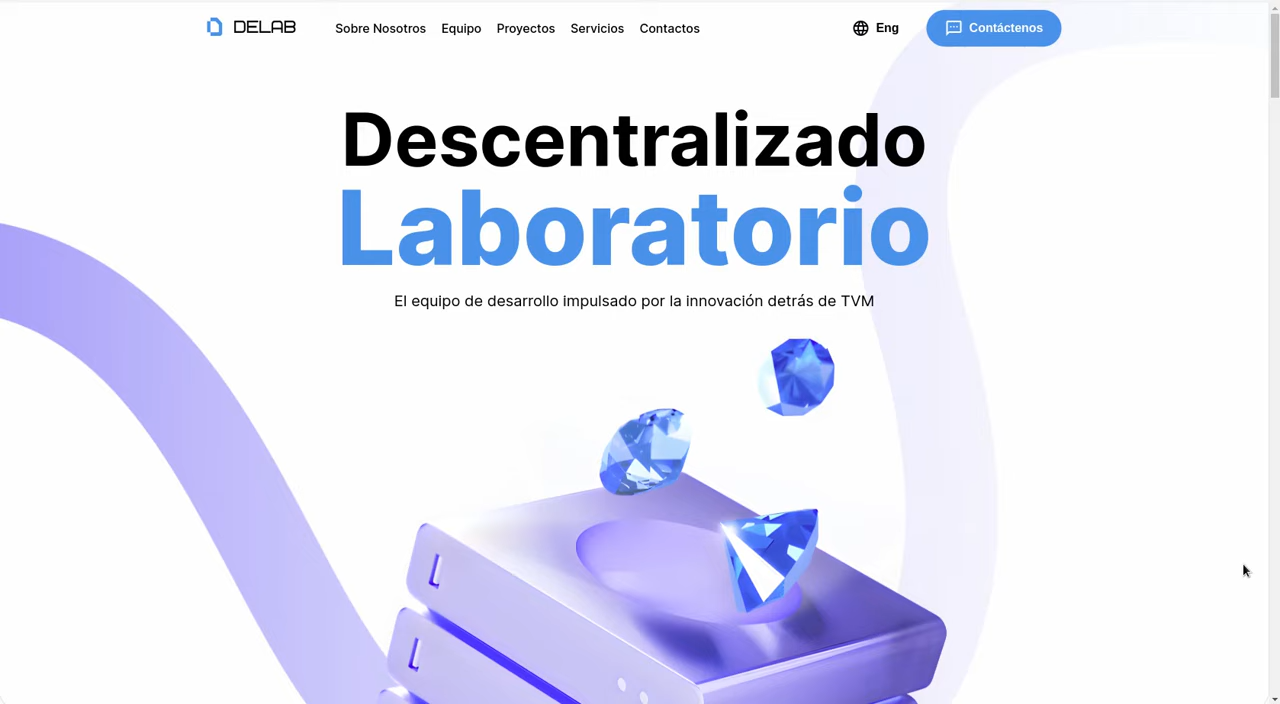 DELAB
Sobre Nosotros Equipo Proyectos Servicios Contactos
Eng
Contáctenos
Descentralizado
Laboratorio
El equipo de desarrollo impulsado por la innovación detrás de TVM